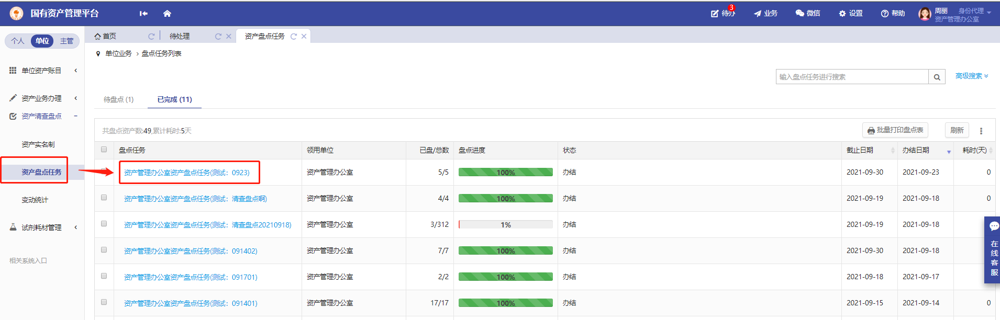 国有资产管理平台
3
待办
业务
微信
设置
帮助
周丽
身份代理
资产管理办公室
个人
单位
主管
首页
待处理
资产盘点任务
单位业务 › 盘点任务列表
单位资产账目
资产业务办理
资产清查盘点
资产实名制
资产盘点任务
变动统计
试剂耗材管理
相关系统入口
输入盘点任务进行搜索
高级搜索
待盘点 (1)
已完成 (11)
共盘点资产数:49,累计耗时:5天
批量打印盘点表
刷新
盘点任务 领用单位 已盘/总数 盘点进度 状态 截止日期 办结日期 耗时(天)
资产管理办公室资产盘点任务(测试：0923) 资产管理办公室 5/5 100% 办结 2021-09-30 2021-09-23 0
资产管理办公室资产盘点任务(测试：清查盘点啊) 资产管理办公室 4/4 100% 办结 2021-09-19 2021-09-18 0
资产管理办公室资产盘点任务(测试：清查盘点20210918) 资产管理办公室 3/312 1% 办结 2021-09-19 2021-09-18
资产管理办公室资产盘点任务(测试：091402) 资产管理办公室 7/7 100% 办结 2021-09-30 2021-09-18
资产管理办公室资产盘点任务(测试：091701) 资产管理办公室 2/2 100% 办结 2021-09-18 2021-09-17
资产管理办公室资产盘点任务(测试：091401) 资产管理办公室 17/17 100% 办结 2021-09-15 2021-09-14 0
在线客服